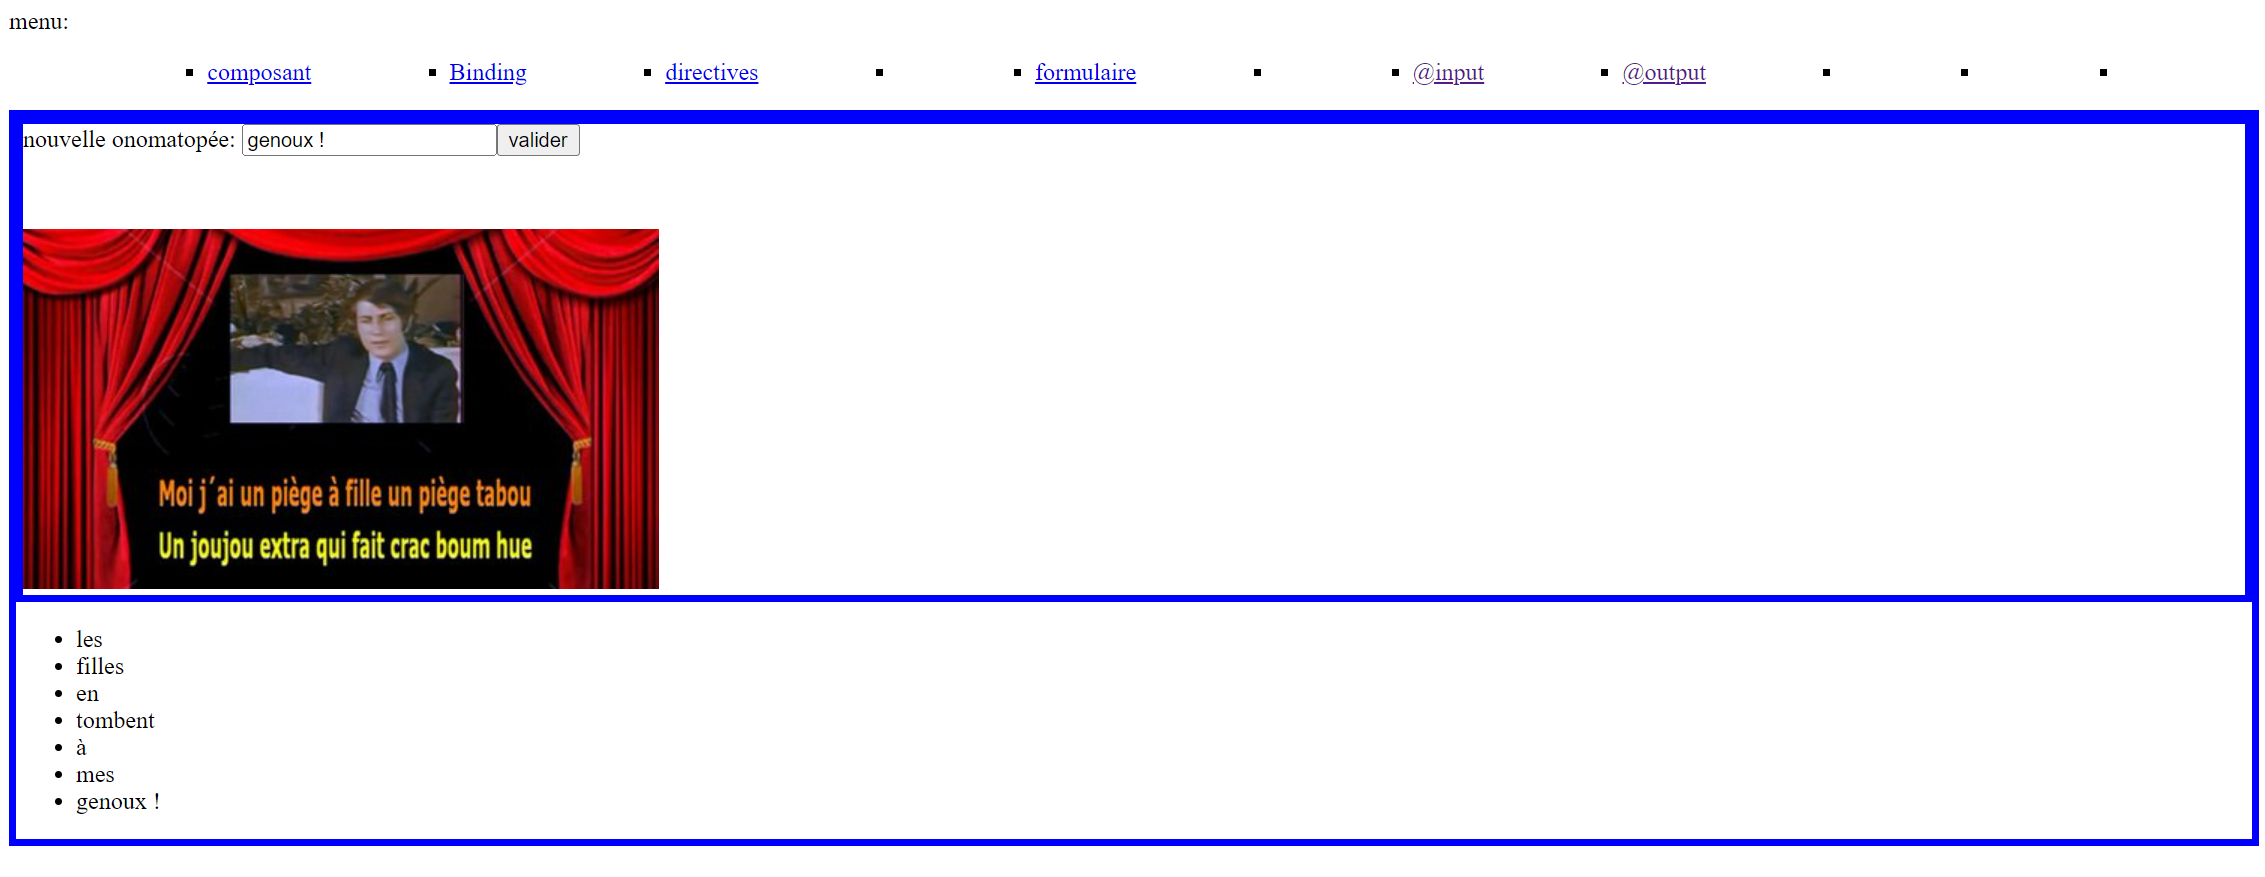 menu:
composant Binding directives formulaire @input @output
nouvelle onomatopée: genoux ! valider
Moi j´ai un piège à fille un piège tabou
Un joujou extra qui fait crac boum hue
les
filles
en
tombent
à
mes
genoux !